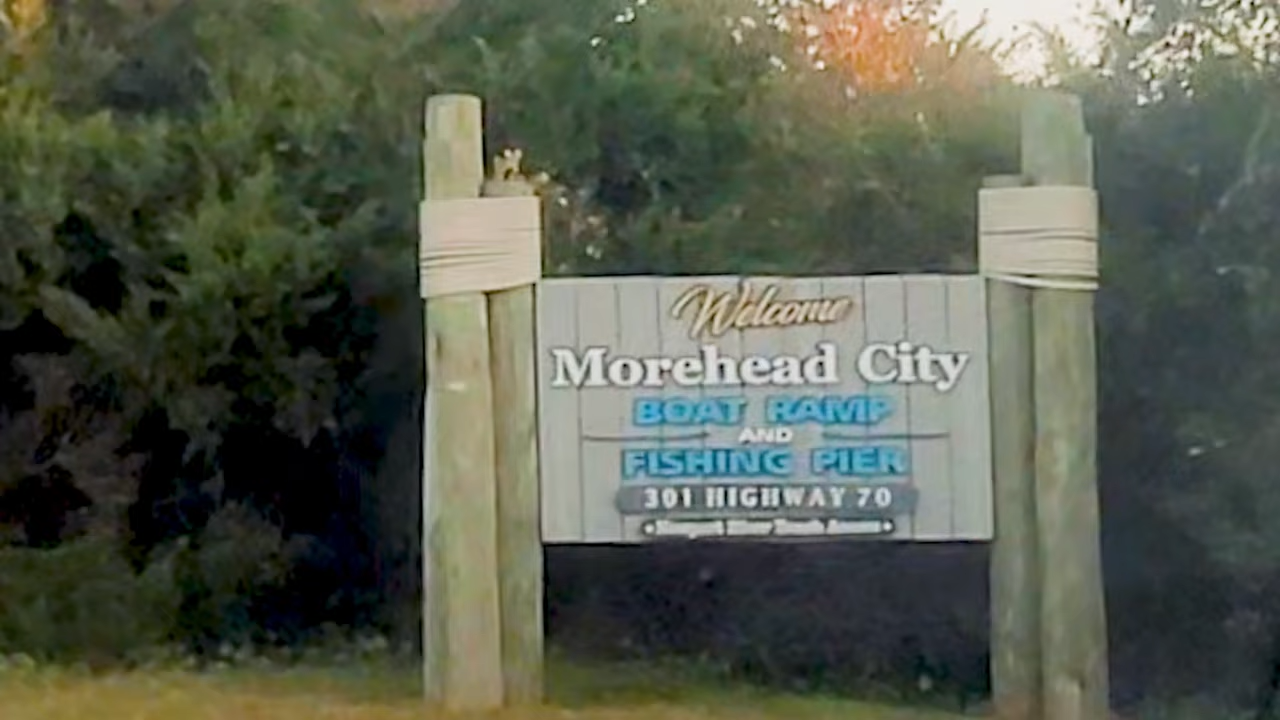 Welcome
Morehead City
BOAT RAMP
AND
FISHING PIER
301 HIGHWAY 70